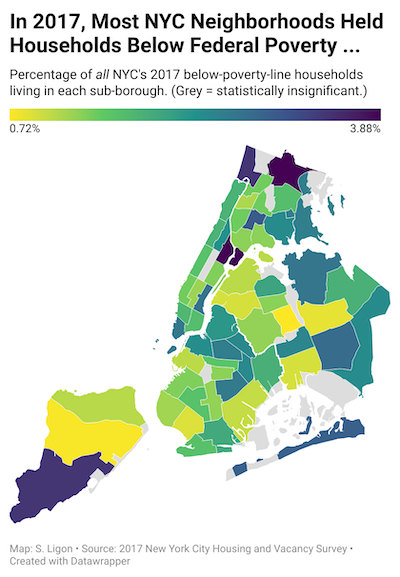 In 2017, Most NYC Neighborhoods Held
Households Below Federal Poverty ...
Percentage of all NYC's 2017 below-poverty-line households
living in each sub-borough. (Grey = statistically insignificant.)
0.72%
3.88%
Map: S. Ligon • Source: 2017 New York City Housing and Vacancy Survey •
Created with Datawrapper